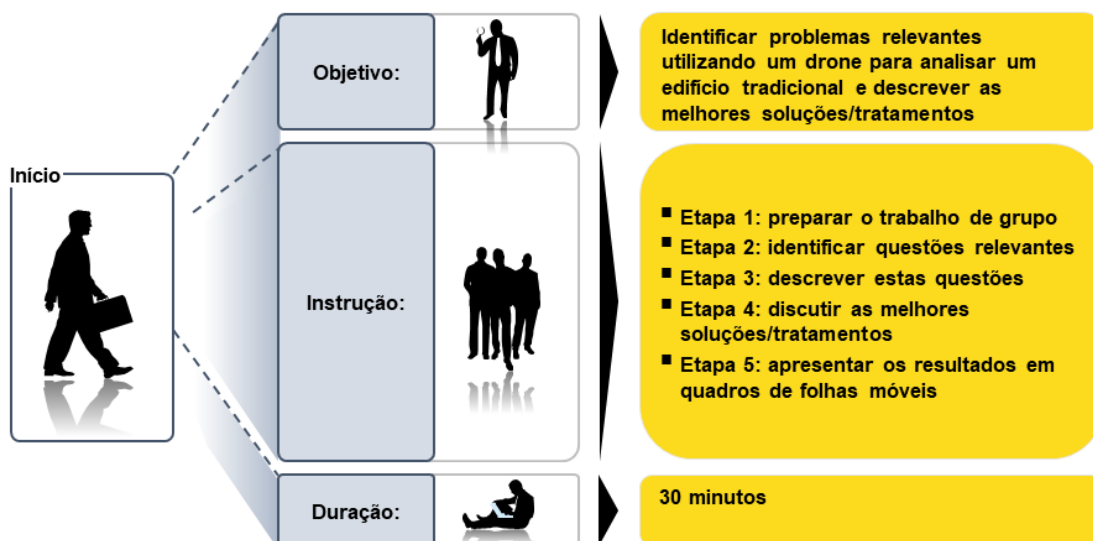 Início
Objetivo:
Identificar problemas relevantes
utilizando um drone para analisar um
edifício tradicional e descrever as
melhores soluções/tratamentos
Instrução:
▪ Etapa 1: preparar o trabalho de grupo
▪ Etapa 2: identificar questões relevantes
▪ Etapa 3: descrever estas questões
▪ Etapa 4: discutir as melhores
soluções/tratamentos
▪ Etapa 5: apresentar os resultados em
quadros de folhas móveis
Duração:
30 minutos